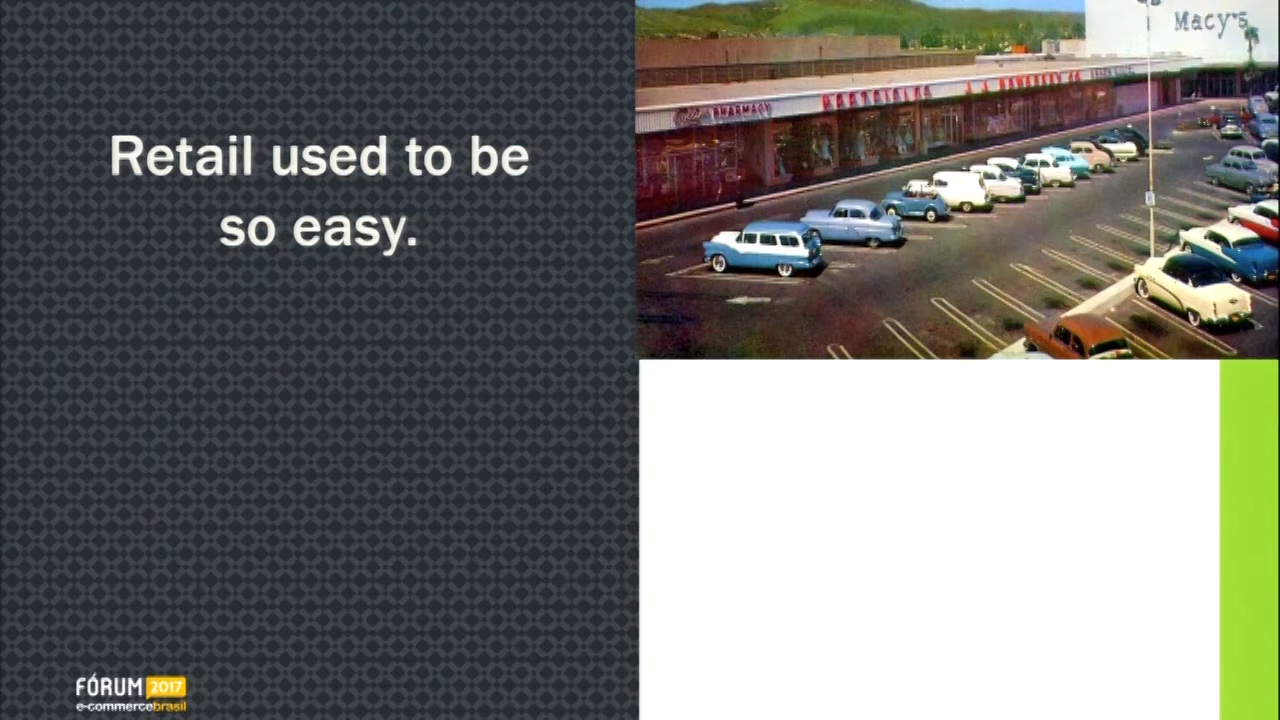 Retail used to be
so easy.
Macy's
PHARMACY
FÓRUM 2017
e-commercebrasil